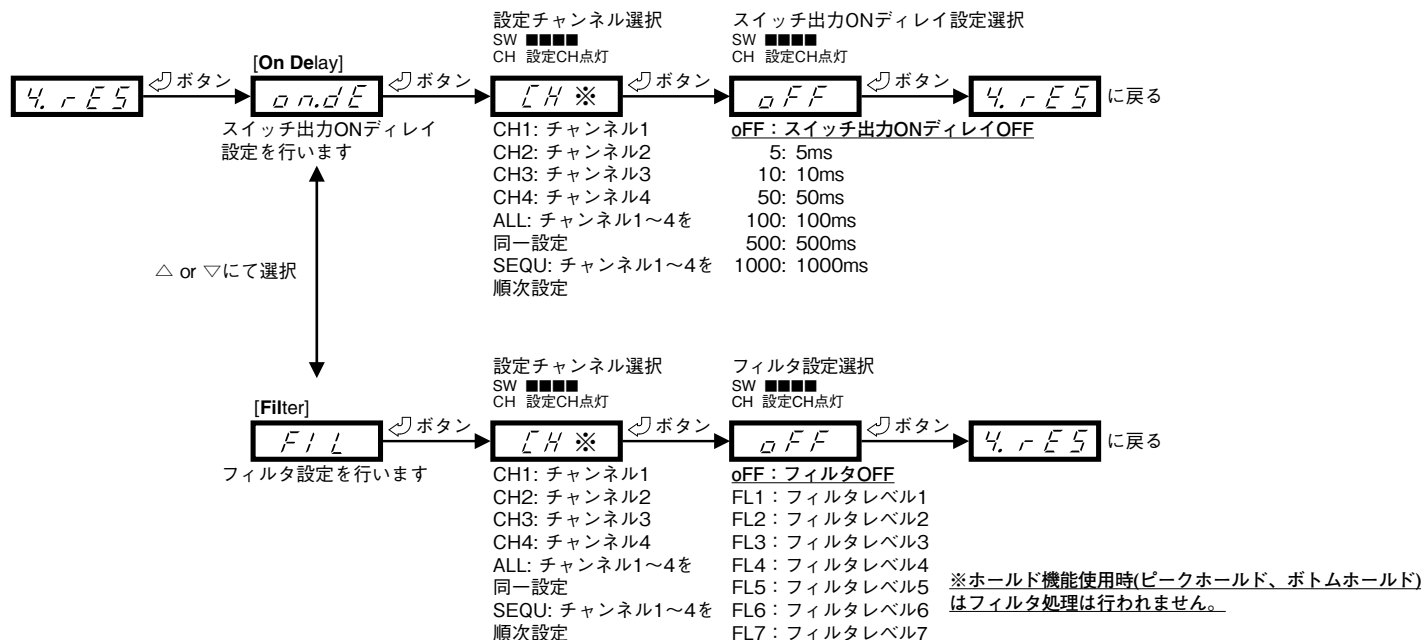 設定チャンネル選択
SW ■■■■
CH 設定CH点灯
スイッチ出力ONディレイ設定選択
SW ■■■■
CH 設定CH点灯
[On Delay]
4. rES
ボタン
on.dE
ボタン
CH ※
ボタン
oFF
ボタン
4. rES
に戻る
スイッチ出力ONディレイ
設定を行います
CH1: チャンネル1
CH2: チャンネル2
CH3: チャンネル3
CH4: チャンネル4
ALL: チャンネル1〜4を
同一設定
SEQU: チャンネル1〜4を
順次設定
oFF：スイッチ出力ONディレイOFF
5: 5ms
10: 10ms
50: 50ms
100: 100ms
500: 500ms
1000: 1000ms
△ or ▽にて選択
設定チャンネル選択
SW ■■■■
CH 設定CH点灯
フィルタ設定選択
SW ■■■■
CH 設定CH点灯
[Filter]
FIL
ボタン
CH ※
ボタン
oFF
ボタン
4. rES
に戻る
フィルタ設定を行います
CH1: チャンネル1
CH2: チャンネル2
CH3: チャンネル3
CH4: チャンネル4
ALL: チャンネル1〜4を
同一設定
SEQU: チャンネル1〜4を
順次設定
oFF：フィルタOFF
FL1：フィルタレベル1
FL2：フィルタレベル2
FL3：フィルタレベル3
FL4：フィルタレベル4
FL5：フィルタレベル5
FL6：フィルタレベル6
FL7：フィルタレベル7
※ホールド機能使用時(ピークホールド、ボトムホールド)
はフィルタ処理は行われません。